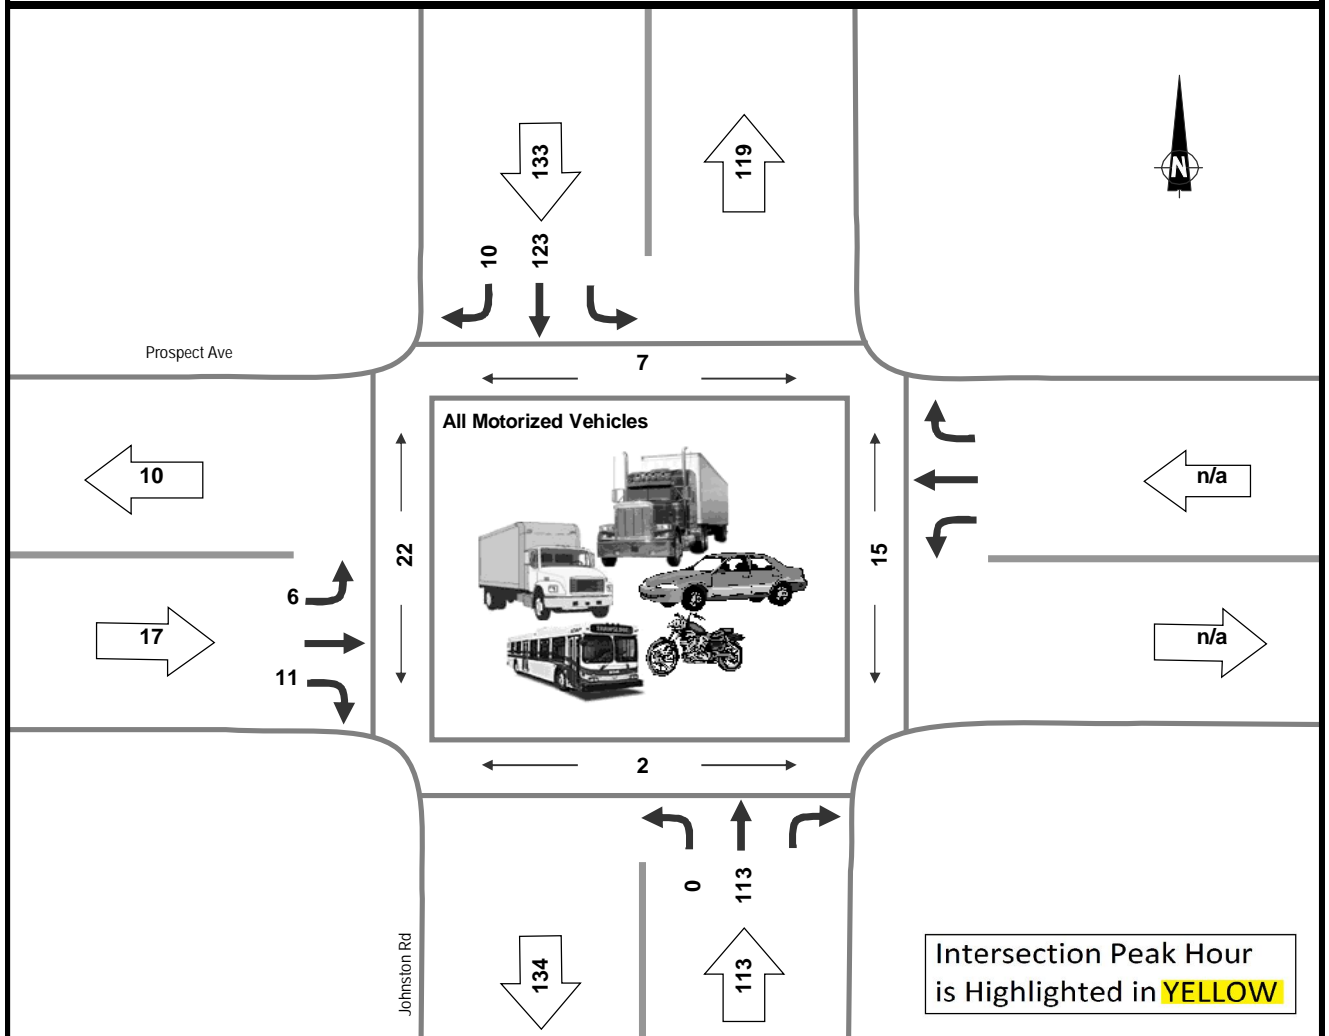 133
119
N
10
123
Prospect Ave
7
All Motorized Vehicles
10
n/a
22
15
6
17
n/a
11
2
0
113
Johnston Rd
134
113
Intersection Peak Hour
is Highlighted in YELLOW